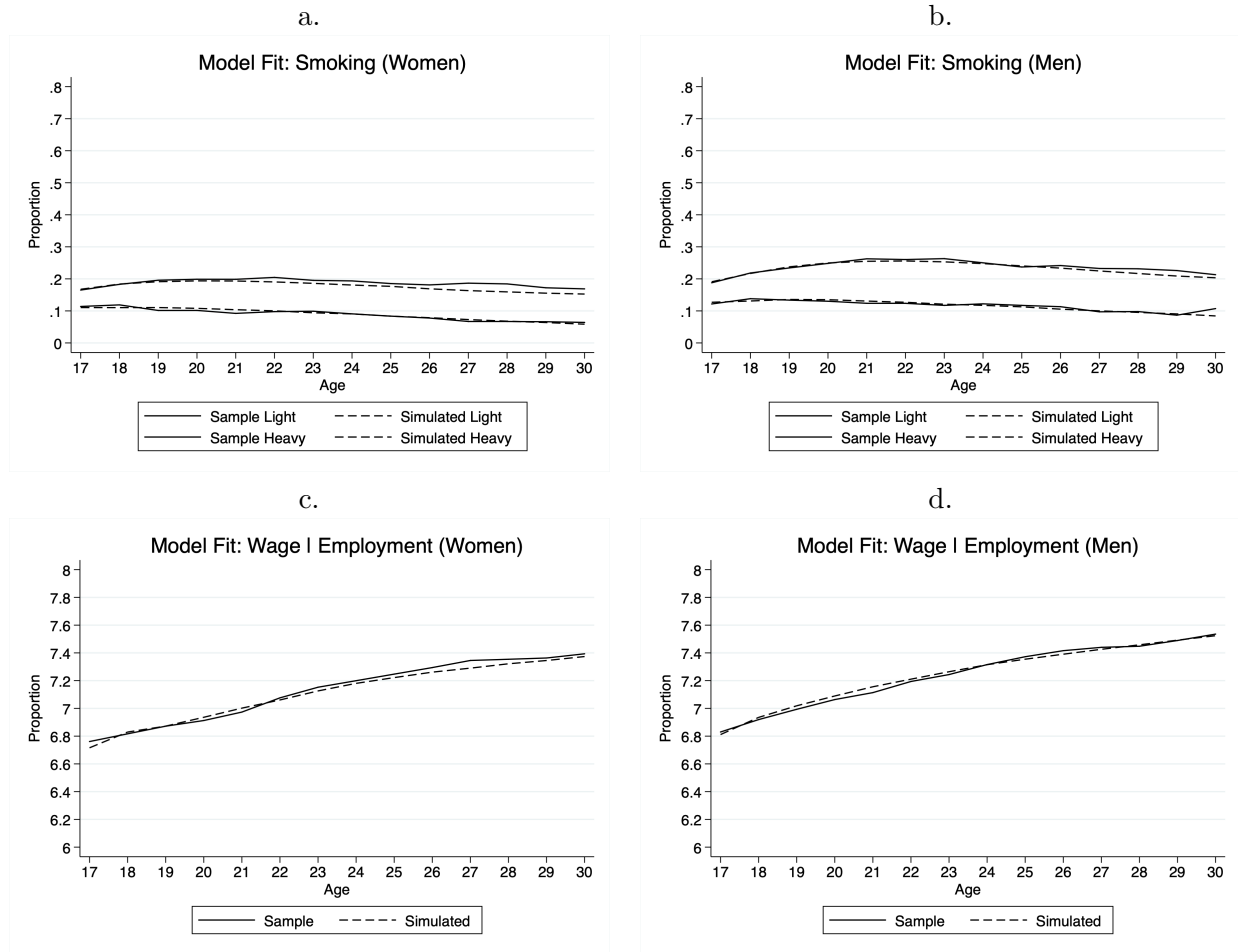 a.
Model Fit: Smoking (Women)
.8
.7
.6
.5
.4
.3
.2
.1
0
Proportion
17 18 19 20 21 22 23 24 25 26 27 28 29 30
Age
Sample Light Simulated Light
Sample Heavy Simulated Heavy
b.
Model Fit: Smoking (Men)
.8
.7
.6
.5
.4
.3
.2
.1
0
Proportion
17 18 19 20 21 22 23 24 25 26 27 28 29 30
Age
Sample Light Simulated Light
Sample Heavy Simulated Heavy
c.
Model Fit: Wage | Employment (Women)
8
7.8
7.6
7.4
7.2
7
6.8
6.6
6.4
6.2
6
Proportion
17 18 19 20 21 22 23 24 25 26 27 28 29 30
Age
Sample Simulated
d.
Model Fit: Wage | Employment (Men)
8
7.8
7.6
7.4
7.2
7
6.8
6.6
6.4
6.2
6
Proportion
17 18 19 20 21 22 23 24 25 26 27 28 29 30
Age
Sample Simulated